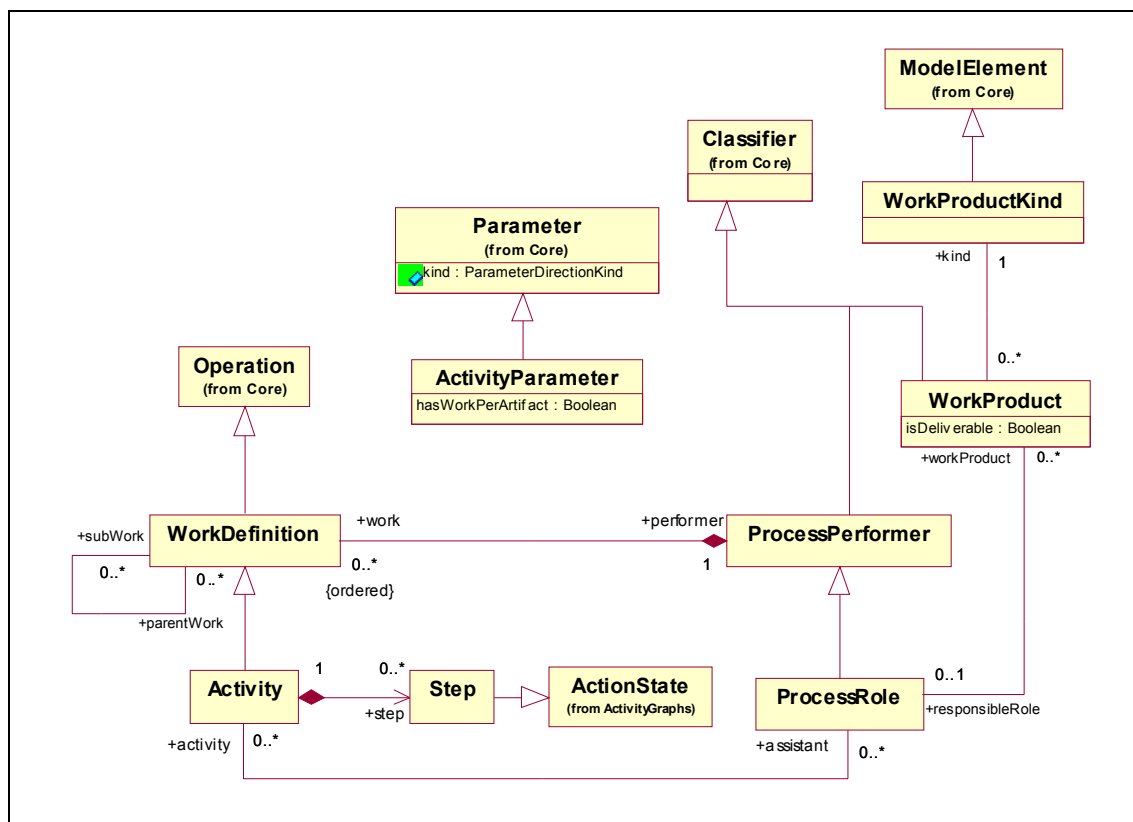 ModelElement
(from Core)
Classifier
(from Core)
WorkProductKind
Parameter
(from Core)
kind : ParameterDirectionKind
+kind
1
Operation
(from Core)
ActivityParameter
hasWorkPerArtifact : Boolean
0..*
WorkProduct
isDeliverable : Boolean
+workProduct
0..*
+subWork
WorkDefinition
+work
+performer
ProcessPerformer
0..*
0..*
0..*
1
{ordered}
+parentWork
Activity
1
0..*
Step
ActionState
(from ActivityGraphs)
ProcessRole
0..1
+responsibleRole
+step
+activity
0..*
+assistant
0..*